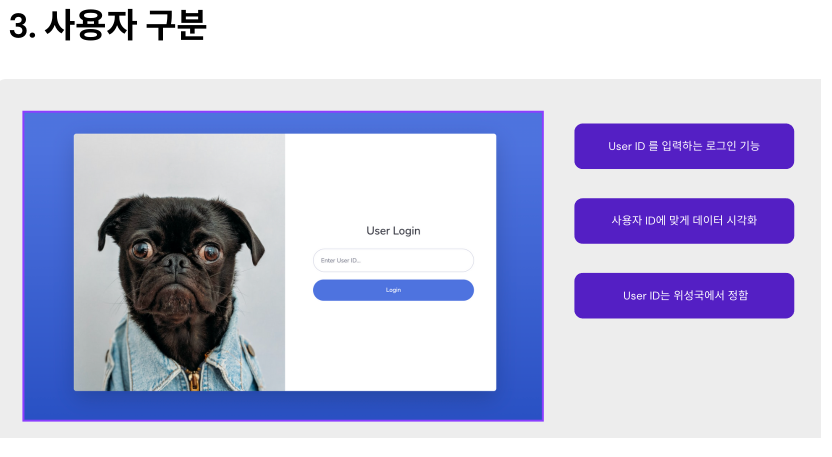 3. 사용자 구분
User Login
Enter User ID...
Login
User ID 를 입력하는 로그인 기능
사용자 ID에 맞게 데이터 시각화
User ID는 위성국에서 정함